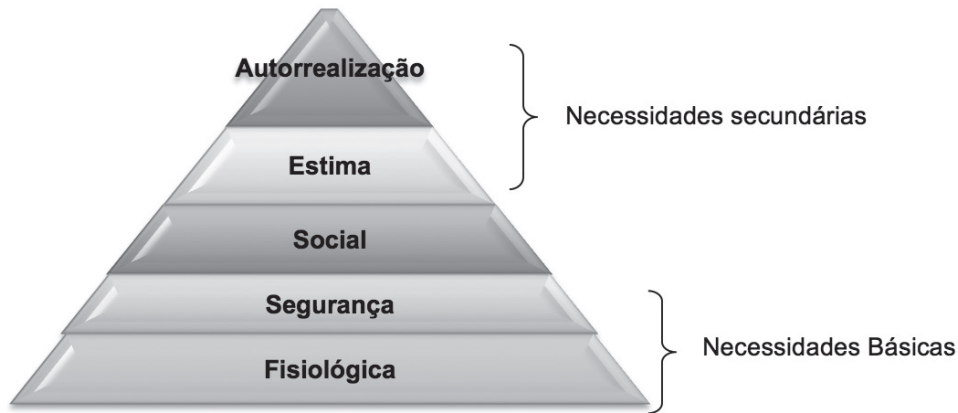 Autorrealização
Necessidades secundárias
Estima
Social
Segurança
Necessidades Básicas
Fisiológica